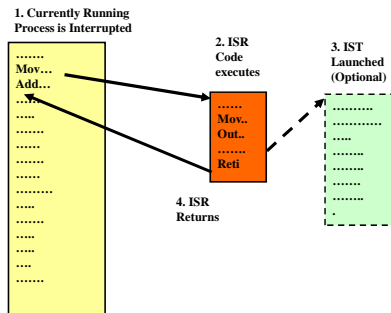 1. Currently Running
Process is Interrupted
…….
Mov…
Add…
…….
…..
…….
……
…….
……
…….
……….
…..
…….
…..
…..
….
…….
2. ISR
Code
executes
……
Mov..
Out..
…….
Reti
4. ISR
Returns
3. IST
Launched
(Optional)
……….
…………
…..
……..
……..
…….
……..
.